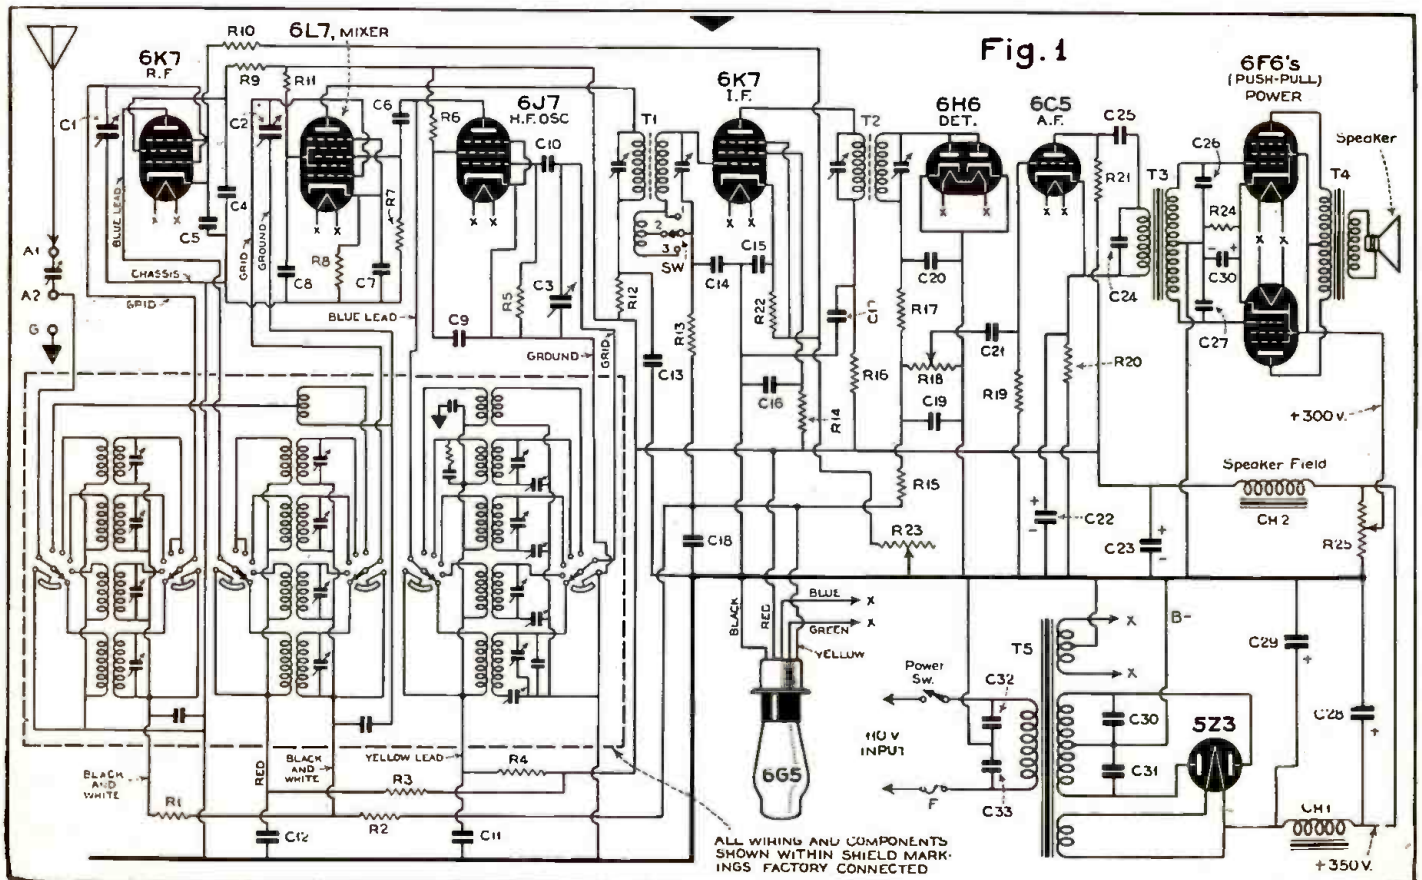 Fig. 1
R10
6L7, MIXER
6K7
R.F
R9
R11
C6
6J7
H.F. OSC
6K7
I.F.
6H6
DET.
6C5
A.F.
6F6's
(PUSH-PULL)
POWER
Speaker
C1
C2
R6
C10
T1
T2
C25
C26
T3
T4
R21
R24
C30
C24
C27
BLUE LEAD
C4
C5
GRID
GROUND
R7
R8
C8
C7
R5
C3
1
2
3
SW
C14
C15
C20
R12
R13
R22
C17
R17
C21
R20
A1
A2
G
CHASSIS
GRID
BLUE LEAD
C9
GROUND
GRID
C13
C16
R14
R16
R18
C19
R19
+300V.
Speaker Field
CH2
R15
R23
C18
C22
C23
R25
BLACK
RED
BLUE
X
GREEN
X
YELLOW
T5
X
X
B-
C29
C28
Power
Sw.
C32
110 V
INPUT
C33
F
C30
C31
5Z3
CH1
+350V.
6G5
BLACK
AND
WHITE
RED
BLACK
AND
WHITE
YELLOW LEAD
R4
R3
R1
R2
C12
C11
ALL WIRING AND COMPONENTS
SHOWN WITHIN SHIELD MARK-
INGS FACTORY CONNECTED